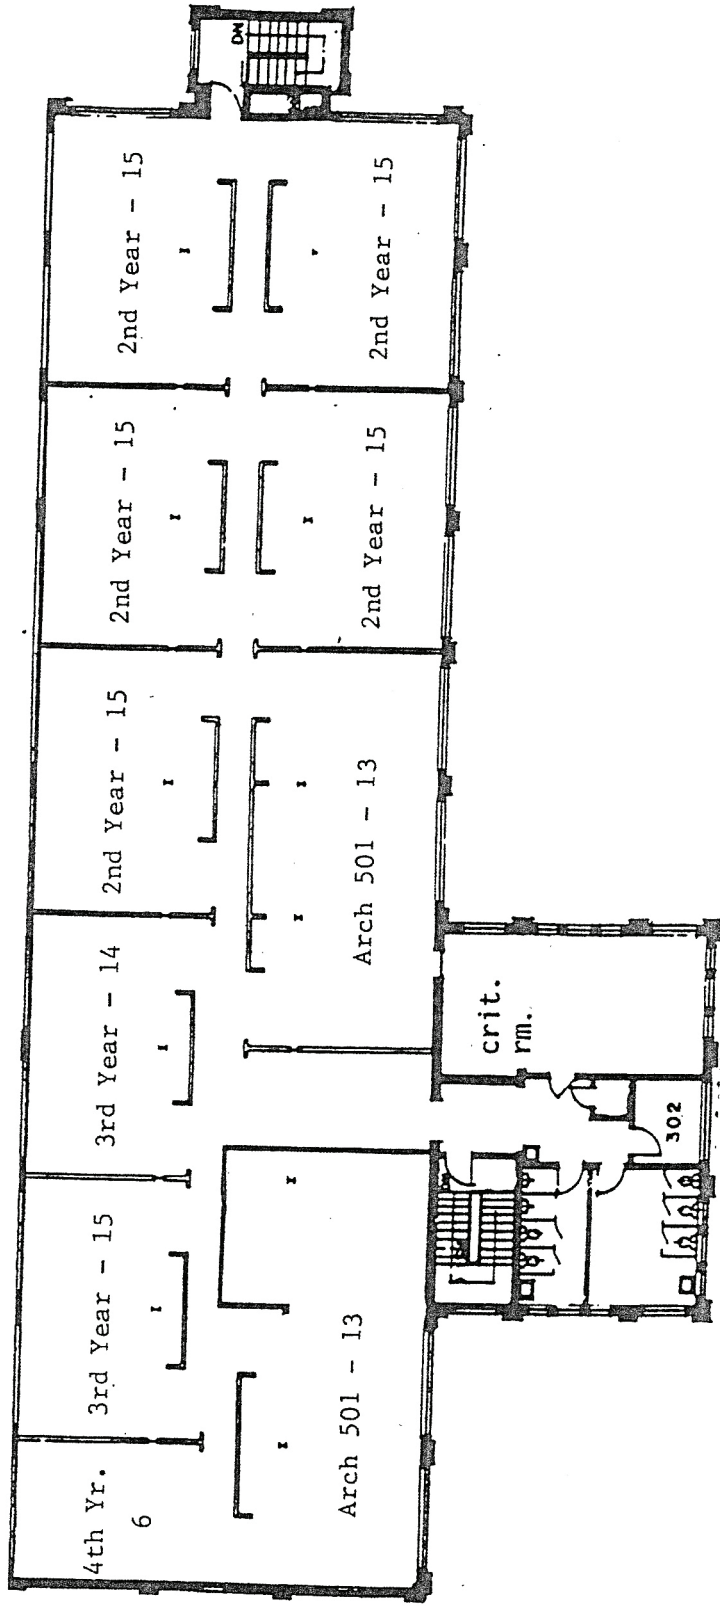 4th Yr.
6
3rd Year - 15
3rd Year - 14
2nd Year - 15
2nd Year - 15
2nd Year - 15
Arch 501 - 13
Arch 501 - 13
2nd Year - 15
2nd Year - 15
DN
crit.
rm.
302